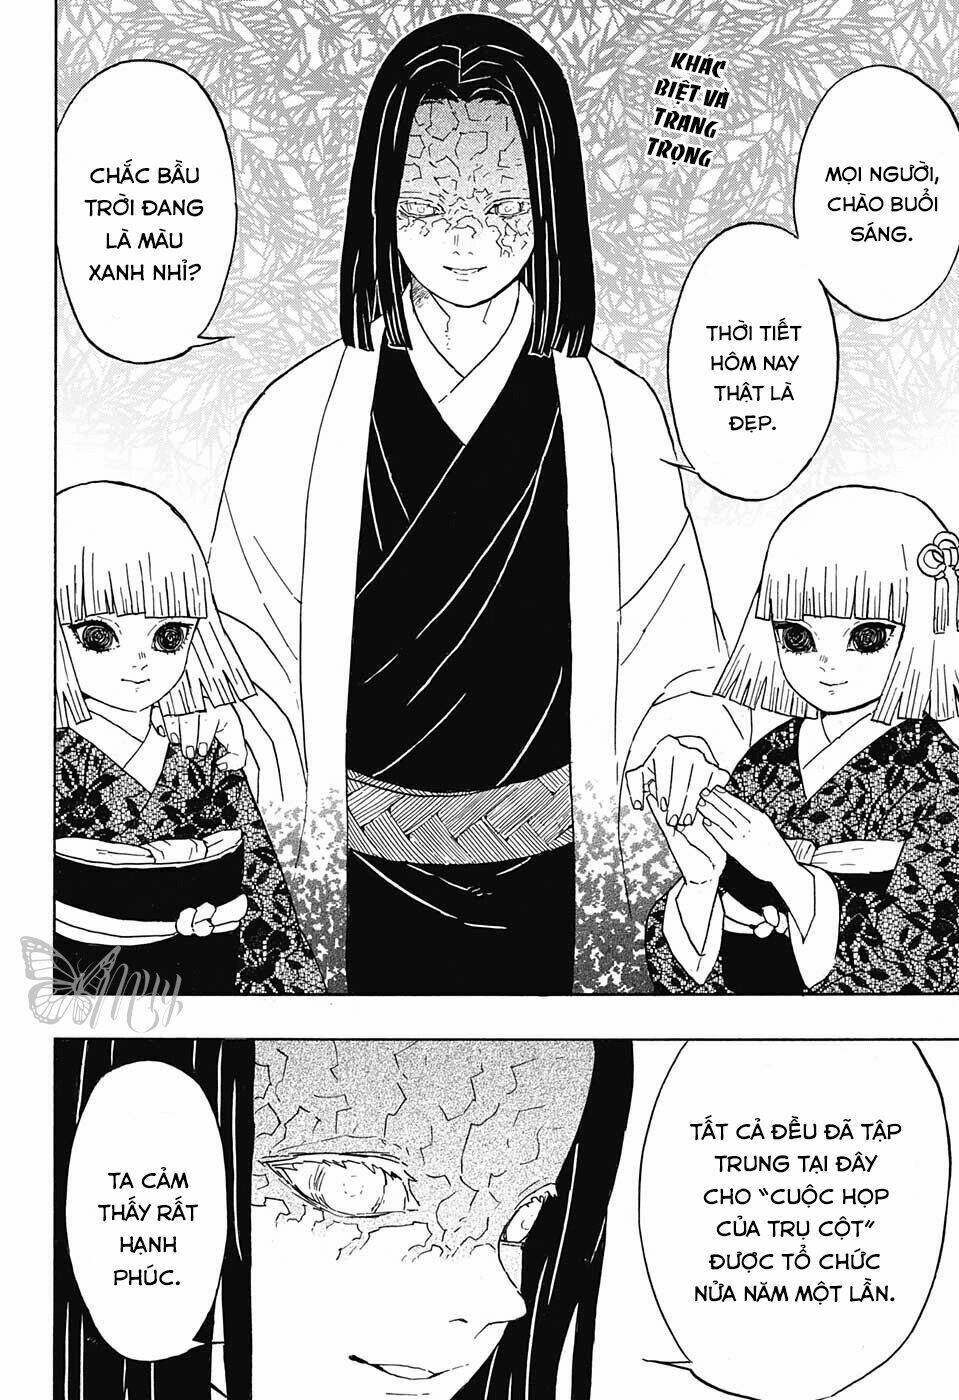 KHÁC
BIỆT VÀ
TRANG
TRỌNG
MỌI NGƯỜI,
CHÀO BUỔI
SÁNG.
THỜI TIẾT
HÔM NAY
THẬT LÀ
ĐẸP.
CHẮC BẦU
TRỜI ĐANG
LÀ MÀU
XANH NHỈ?
TẤT CẢ ĐỀU ĐÃ TẬP
TRUNG TẠI ĐÂY
CHO “CUỘC HỌP
CỦA TRỤ CỘT”
ĐƯỢC TỔ CHỨC
NỬA NĂM MỘT LẦN.
TA CẢM
THẤY RẤT
HẠNH
PHÚC.